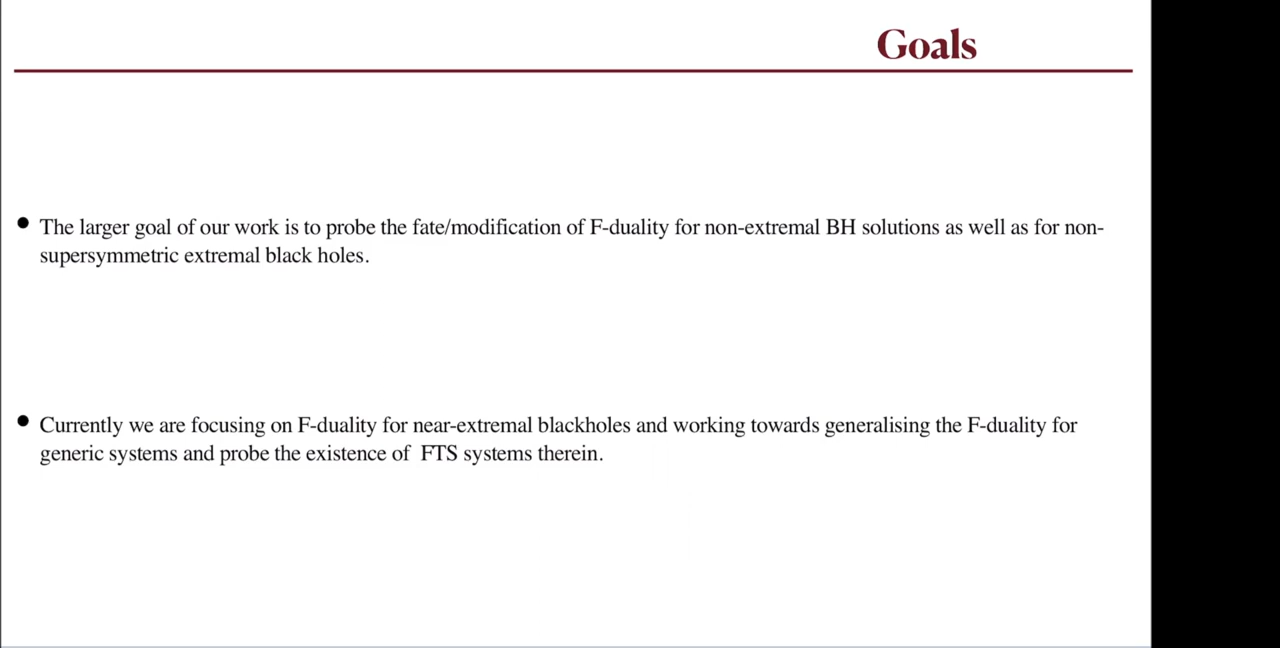 Goals
• The larger goal of our work is to probe the fate/modification of F-duality for non-extremal BH solutions as well as for non-
supersymmetric extremal black holes.
• Currently we are focusing on F-duality for near-extremal blackholes and working towards generalising the F-duality for
generic systems and probe the existence of  FTS systems therein.